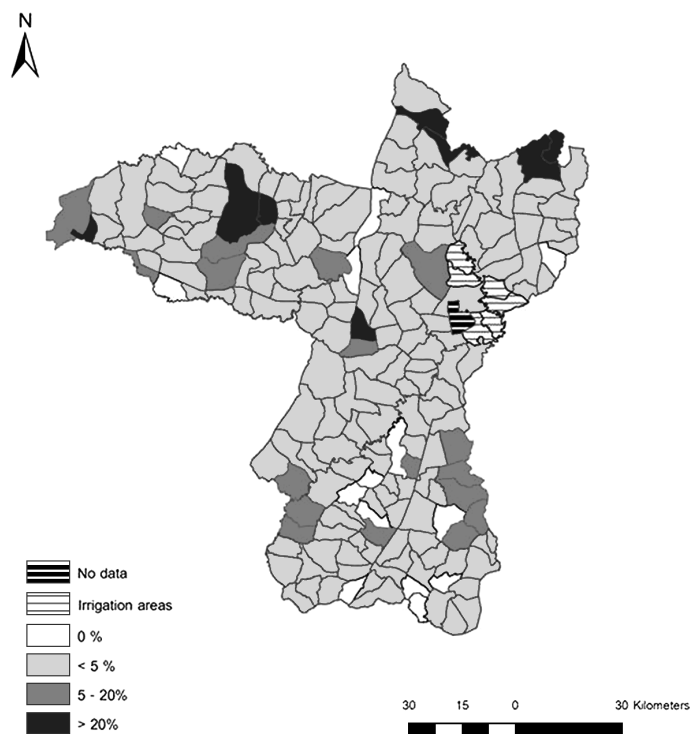 N
No data
Irrigation areas
0 %
< 5 %
5 - 20%
> 20%
30 15 0 30 Kilometers